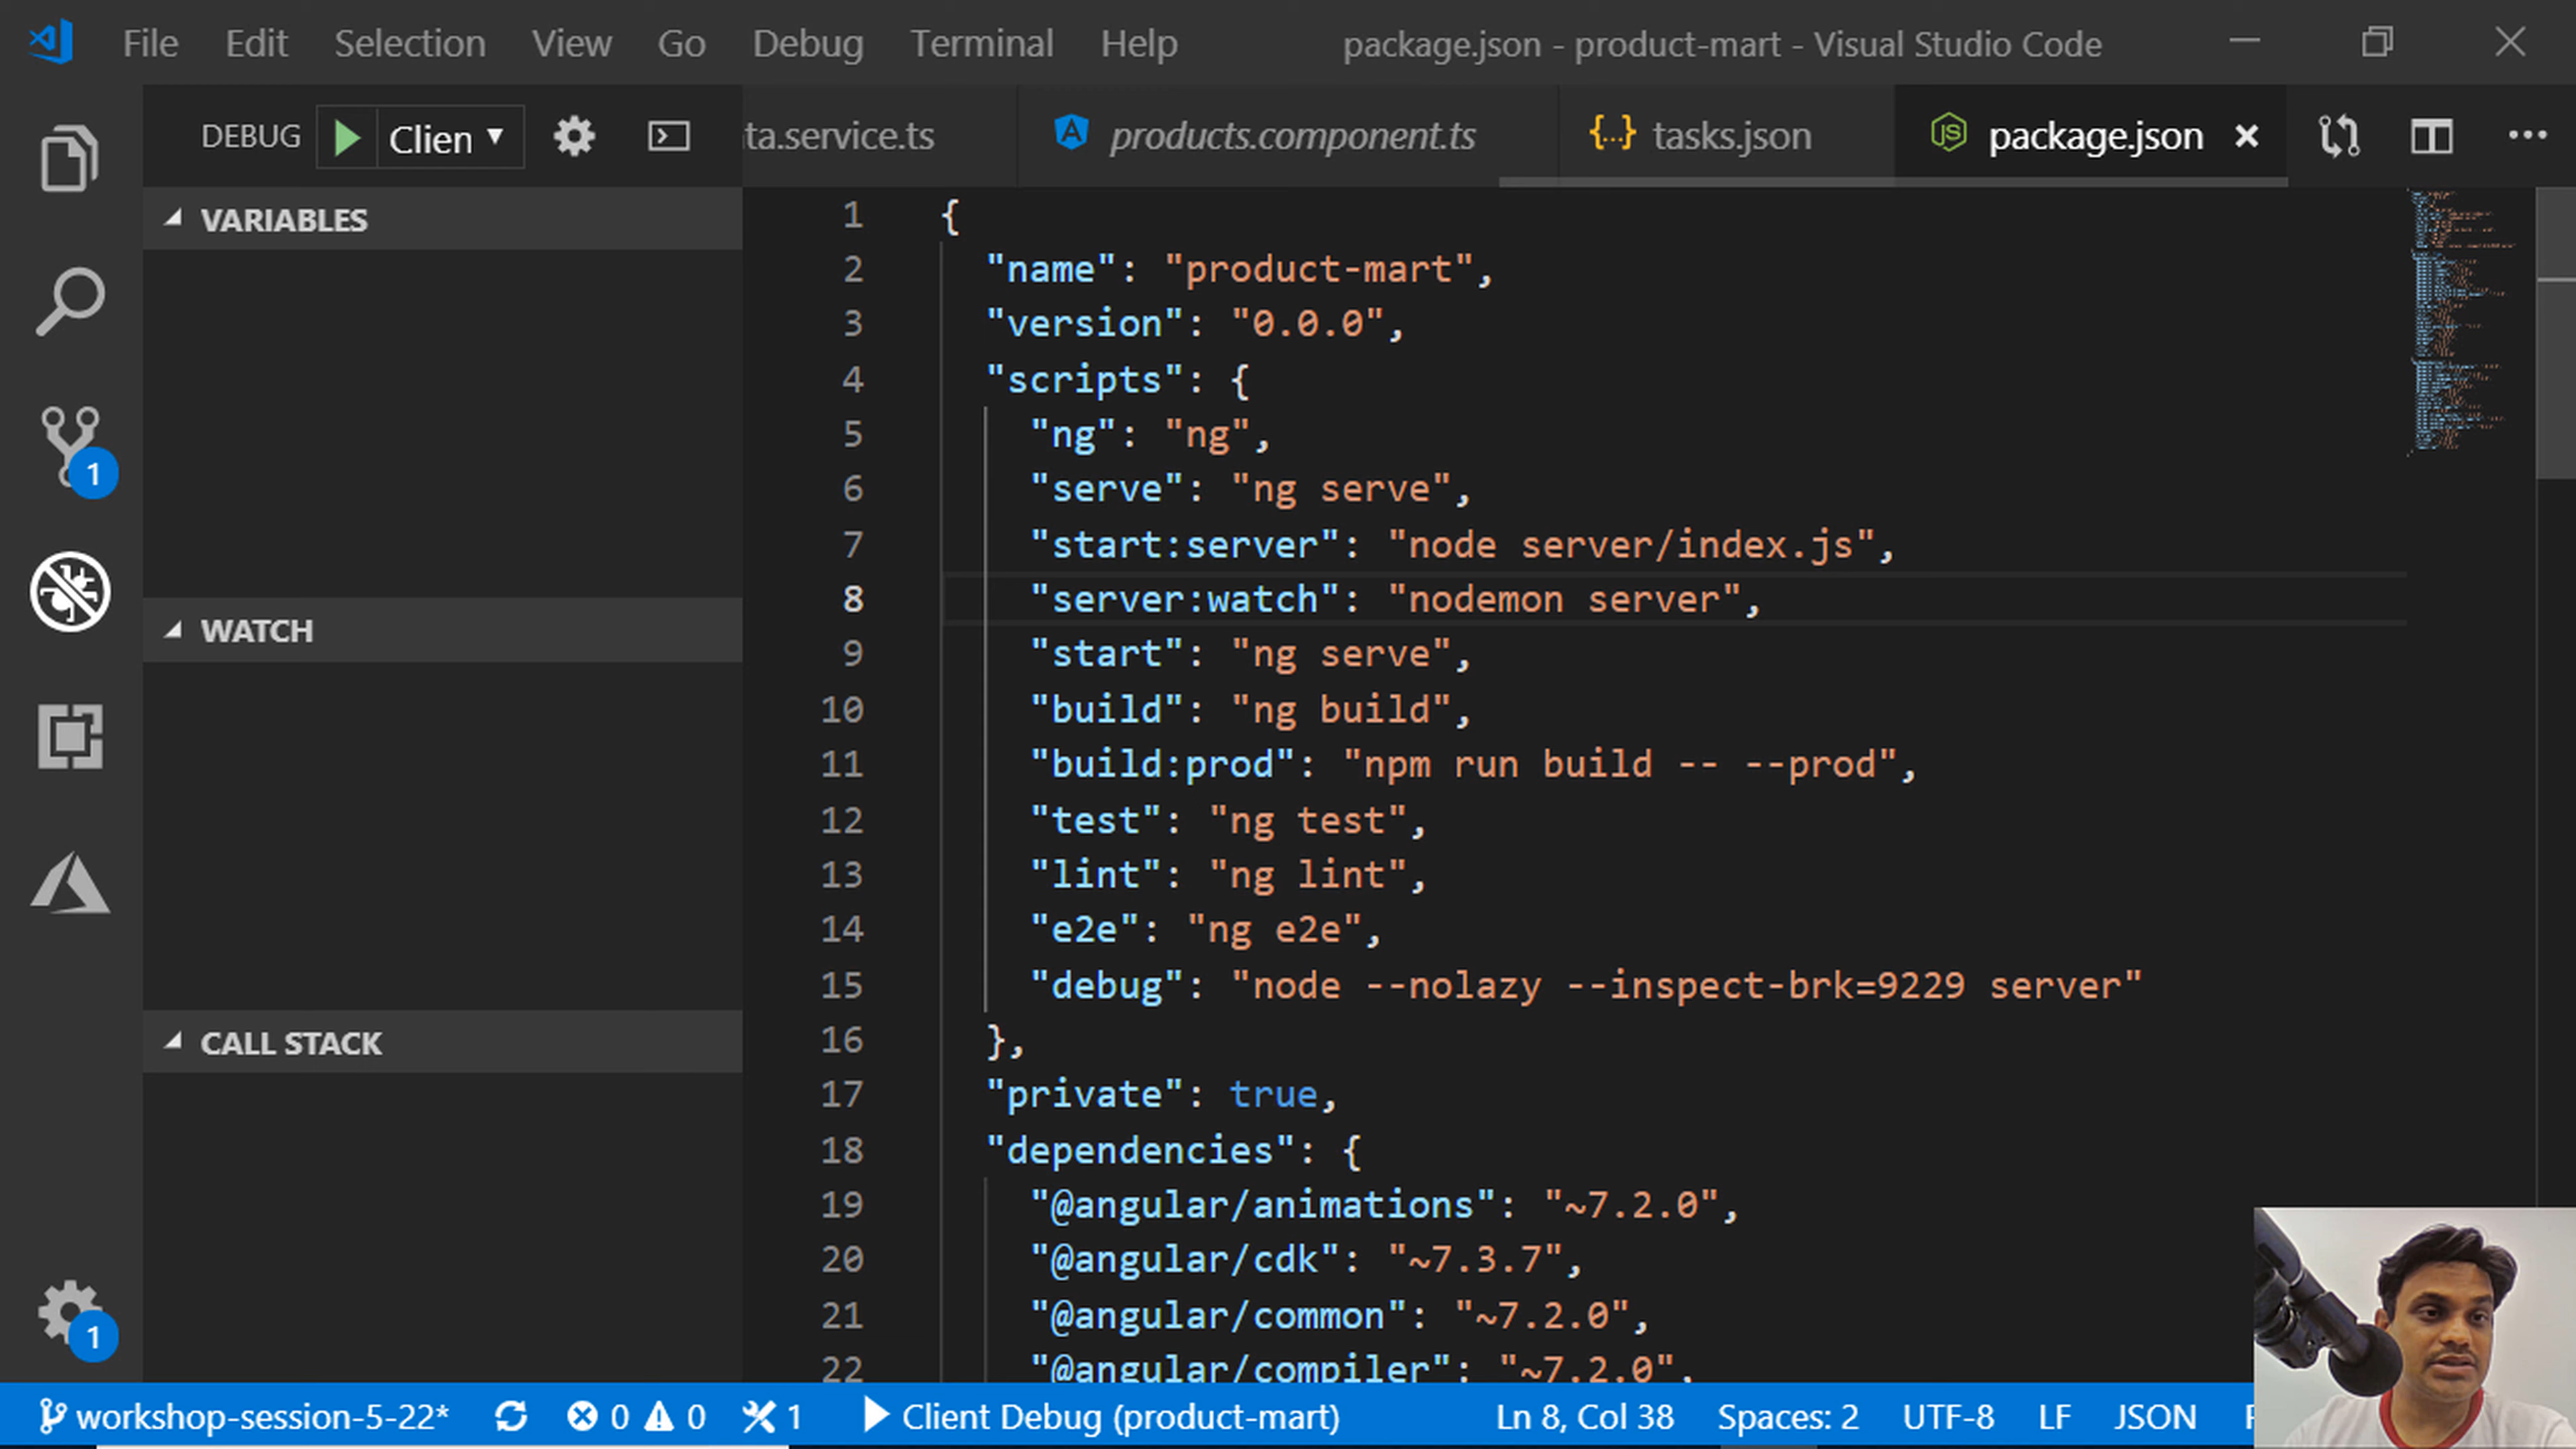 File Edit Selection View Go Debug Terminal Help package.json - product-mart - Visual Studio Code
DEBUG Clien
VARIABLES
WATCH
CALL STACK
1
1
ta.service.ts products.component.ts {...} tasks.json JS package.json
1 {
2 "name": "product-mart",
3 "version": "0.0.0",
4 "scripts": {
5 "ng": "ng",
6 "serve": "ng serve",
7 "start:server": "node server/index.js",
8 "server:watch": "nodemon server",
9 "start": "ng serve",
10 "build": "ng build",
11 "build:prod": "npm run build -- --prod",
12 "test": "ng test",
13 "lint": "ng lint",
14 "e2e": "ng e2e",
15 "debug": "node --nolazy --inspect-brk=9229 server"
16 },
17 "private": true,
18 "dependencies": {
19 "@angular/animations": "~7.2.0",
20 "@angular/cdk": "~7.3.7",
21 "@angular/common": "~7.2.0",
22 "@angular/compiler": "~7.2.0",
workshop-session-5-22* 0 0 1 Client Debug (product-mart) Ln 8, Col 38 Spaces: 2 UTF-8 LF JSON